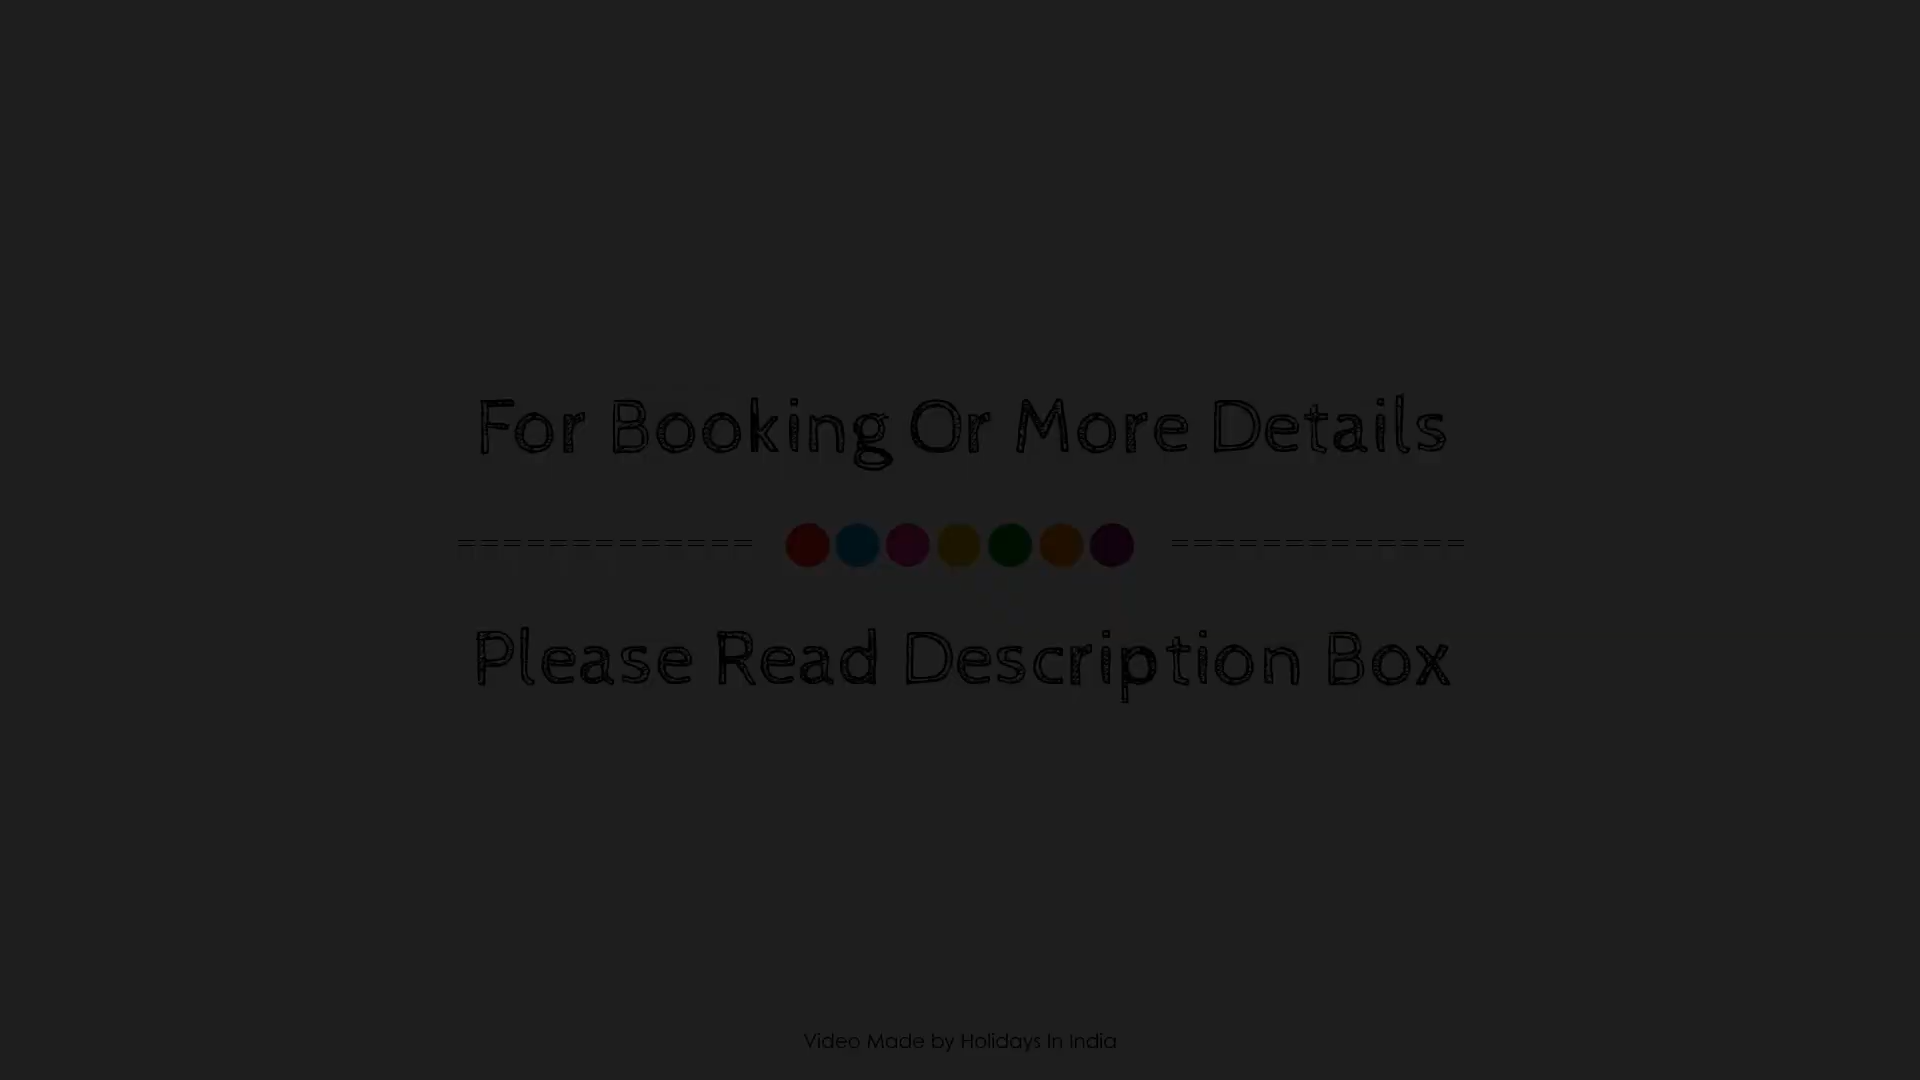 For Booking Or More Details
============= =============
Please Read Description Box
Video Made by Holidays In India